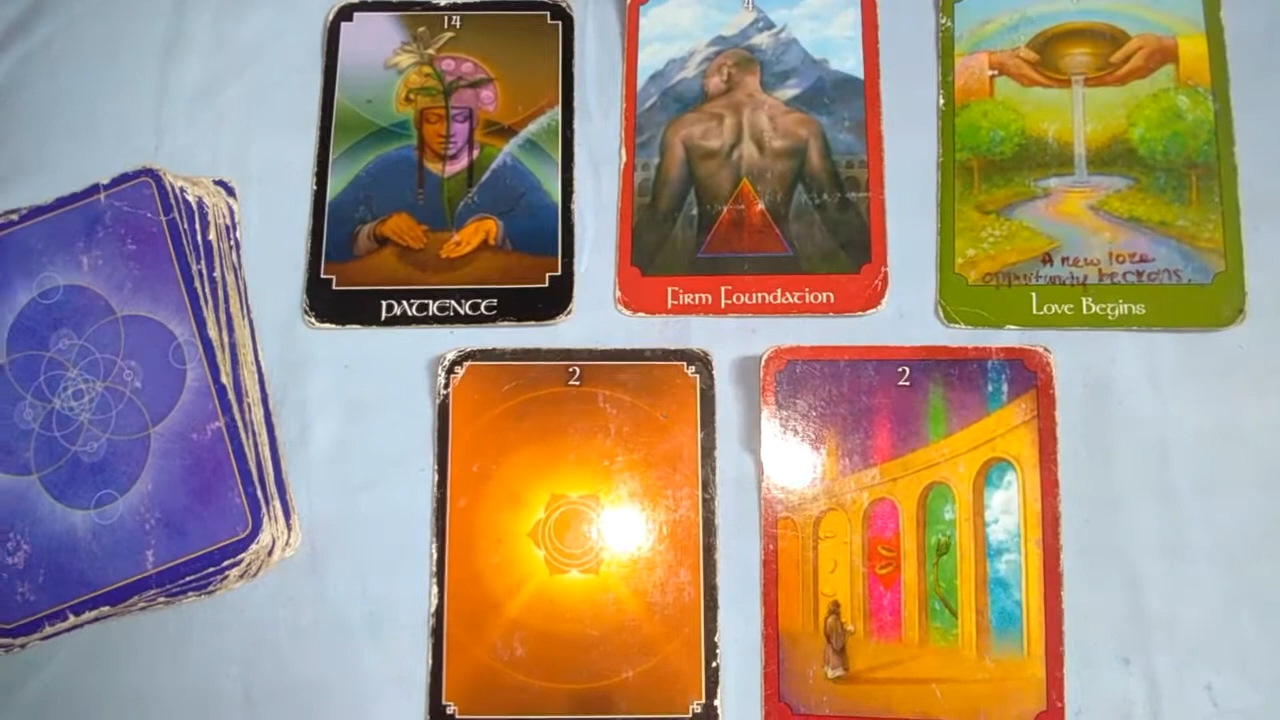 14
PATIENCE
4
Firm Foundation
A new love
opportunity beckons.
Love Begins
2
2